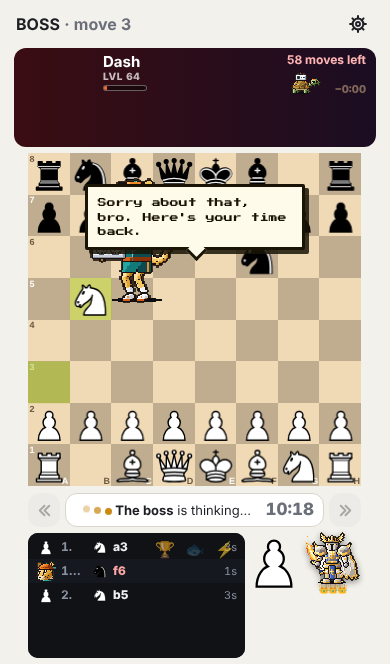 BOSS · move 3
Dash
58 moves left
LVL 64
−0:00
8
7
Sorry about that,
bro. Here's your time
back.
6
5
4
3
2
1
A B C D E F G H
The boss is thinking... 10:18
1. a3 3s
1... f6 1s
2. b5 3s